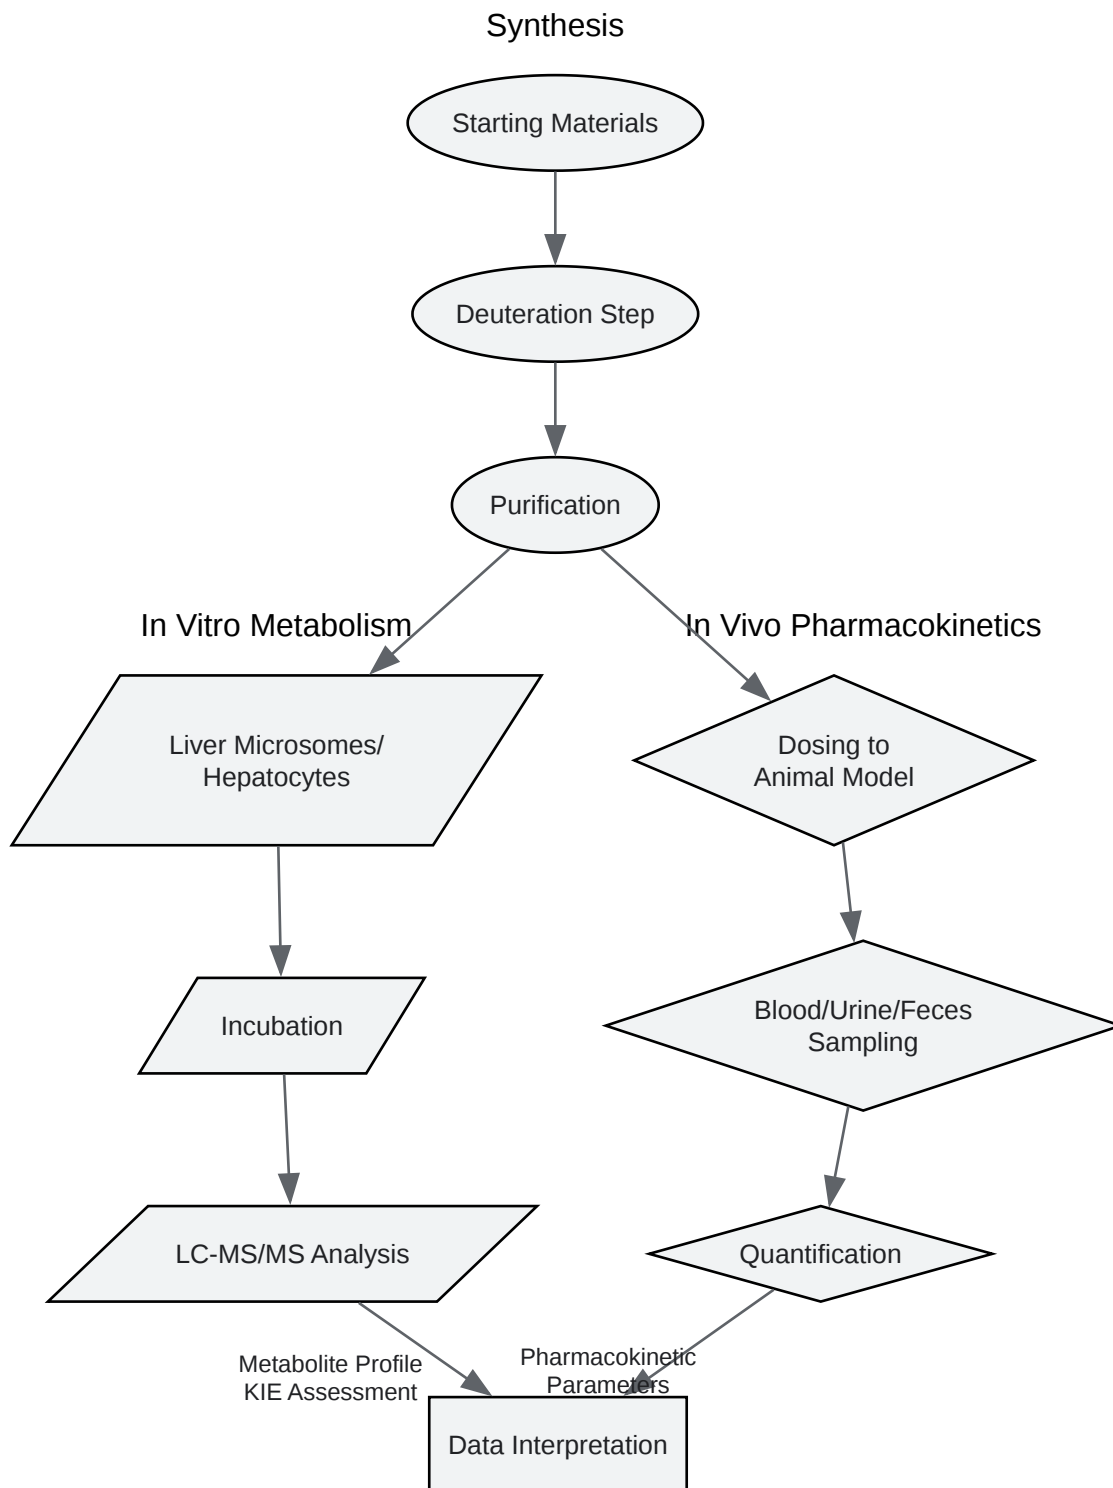 Synthesis
Starting Materials
Deuteration Step
Purification
In Vitro Metabolism
In Vivo Pharmacokinetics
Liver Microsomes/
Hepatocytes
Dosing to
Animal Model
Incubation
Blood/Urine/Feces
Sampling
LC-MS/MS Analysis
Quantification
Metabolite Profile
KIE Assessment
Pharmacokinetic
Parameters
Data Interpretation